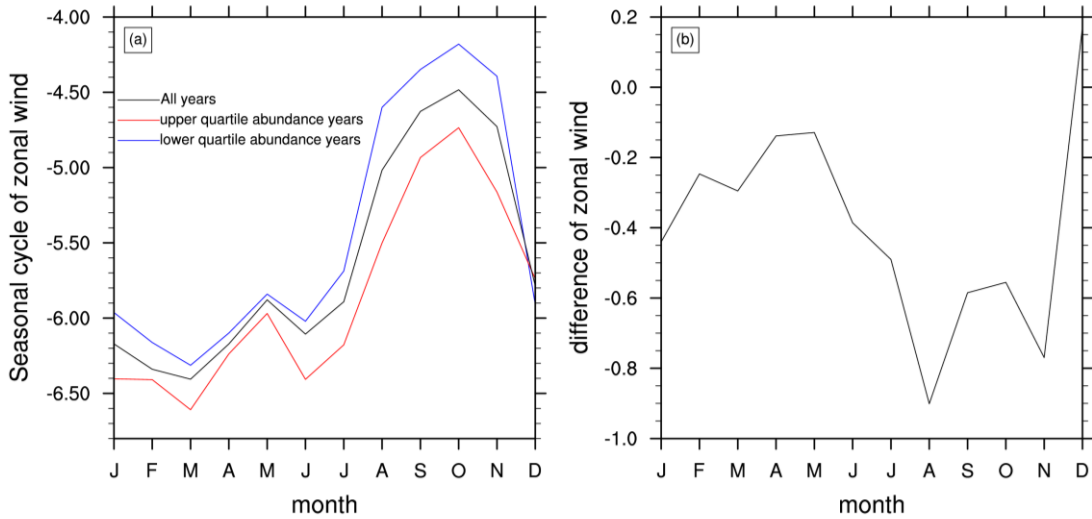 (a)
Seasonal cycle of zonal wind
-4.00
-4.50
-5.00
-5.50
-6.00
-6.50
All years
upper quartile abundance years
lower quartile abundance years
J F M A M J J A S O N D
month
(b)
difference of zonal wind
0.2
0.0
-0.2
-0.4
-0.6
-0.8
-1.0
J F M A M J J A S O N D
month